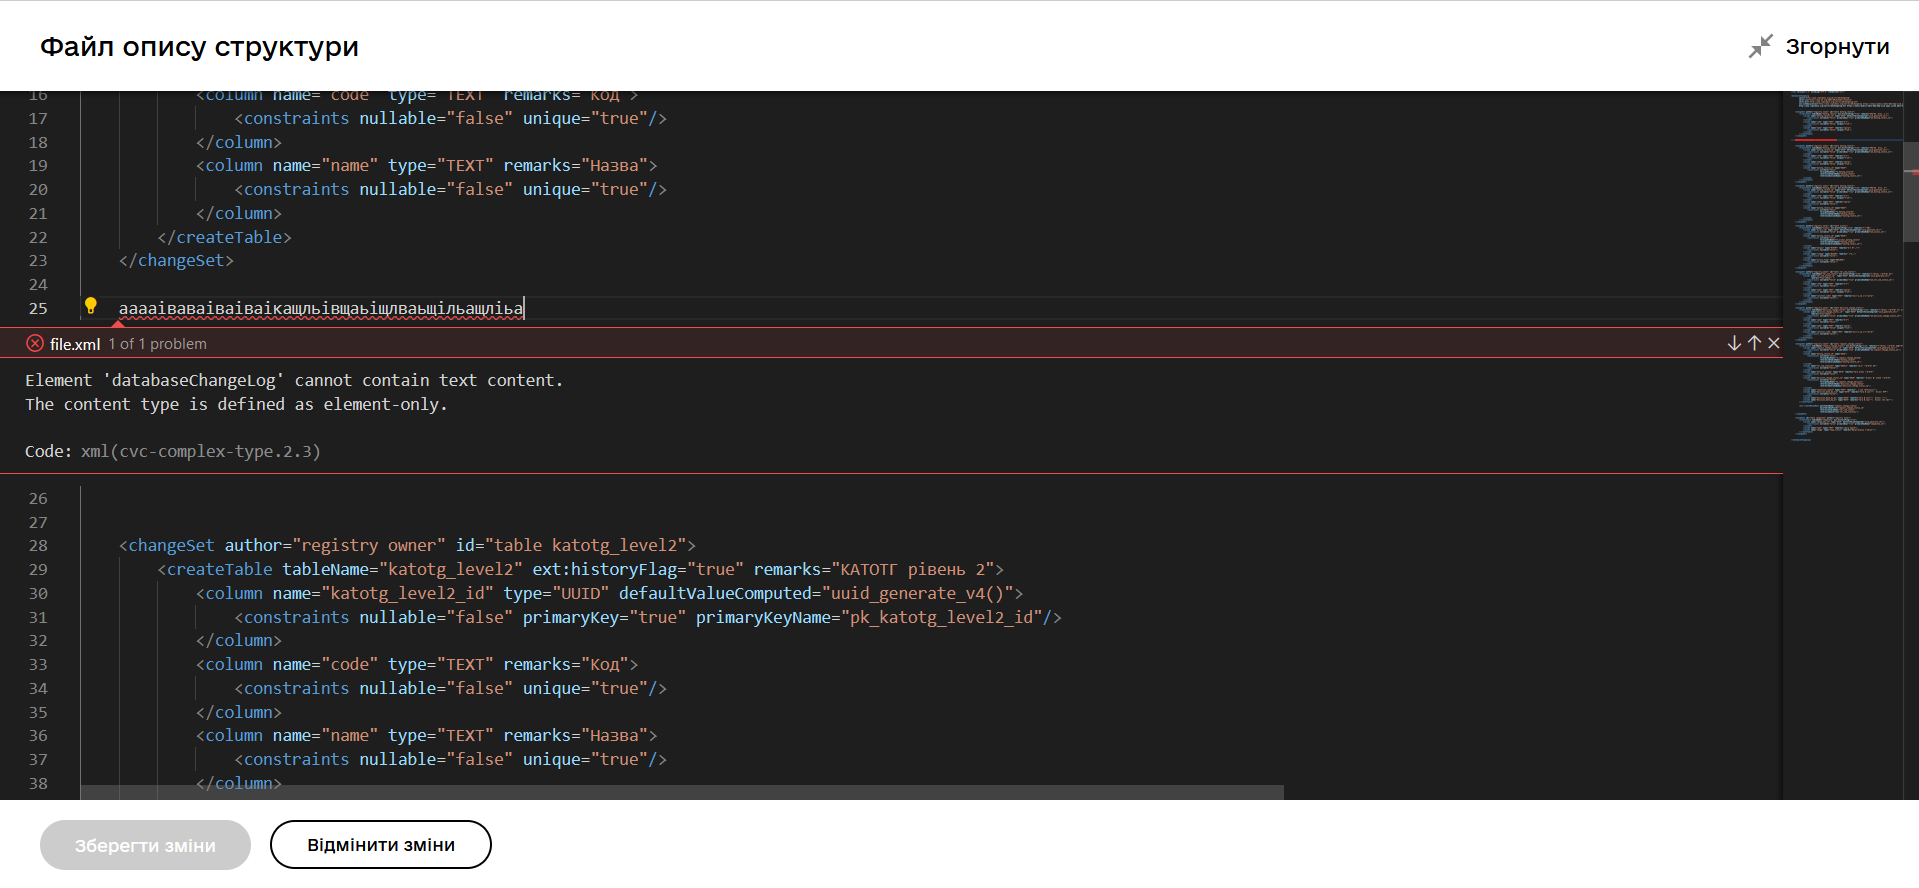 Файл опису структури
Згорнути
16 <column name="code" type="TEXT" remarks="Код">
17 <constraints nullable="false" unique="true"/>
18 </column>
19 <column name="name" type="TEXT" remarks="Назва">
20 <constraints nullable="false" unique="true"/>
21 </column>
22 </createTable>
23 </changeSet>
24
25 ааааівваіваіваівікащльівщаьіщлваьщільащліьа
file.xml 1 of 1 problem
Element 'databaseChangeLog' cannot contain text content.
The content type is defined as element-only.
Code: xml(cvc-complex-type.2.3)
26
27
28 <changeSet author="registry owner" id="table katotg_level2">
29 <createTable tableName="katotg_level2" ext:historyFlag="true" remarks="КАТОТГ рівень 2">
30 <column name="katotg_level2_id" type="UUID" defaultValueComputed="uuid_generate_v4()">
31 <constraints nullable="false" primaryKey="true" primaryKeyName="pk_katotg_level2_id"/>
32 </column>
33 <column name="code" type="TEXT" remarks="Код">
34 <constraints nullable="false" unique="true"/>
35 </column>
36 <column name="name" type="TEXT" remarks="Назва">
37 <constraints nullable="false" unique="true"/>
38 </column>
Зберегти зміни
Відмінити зміни